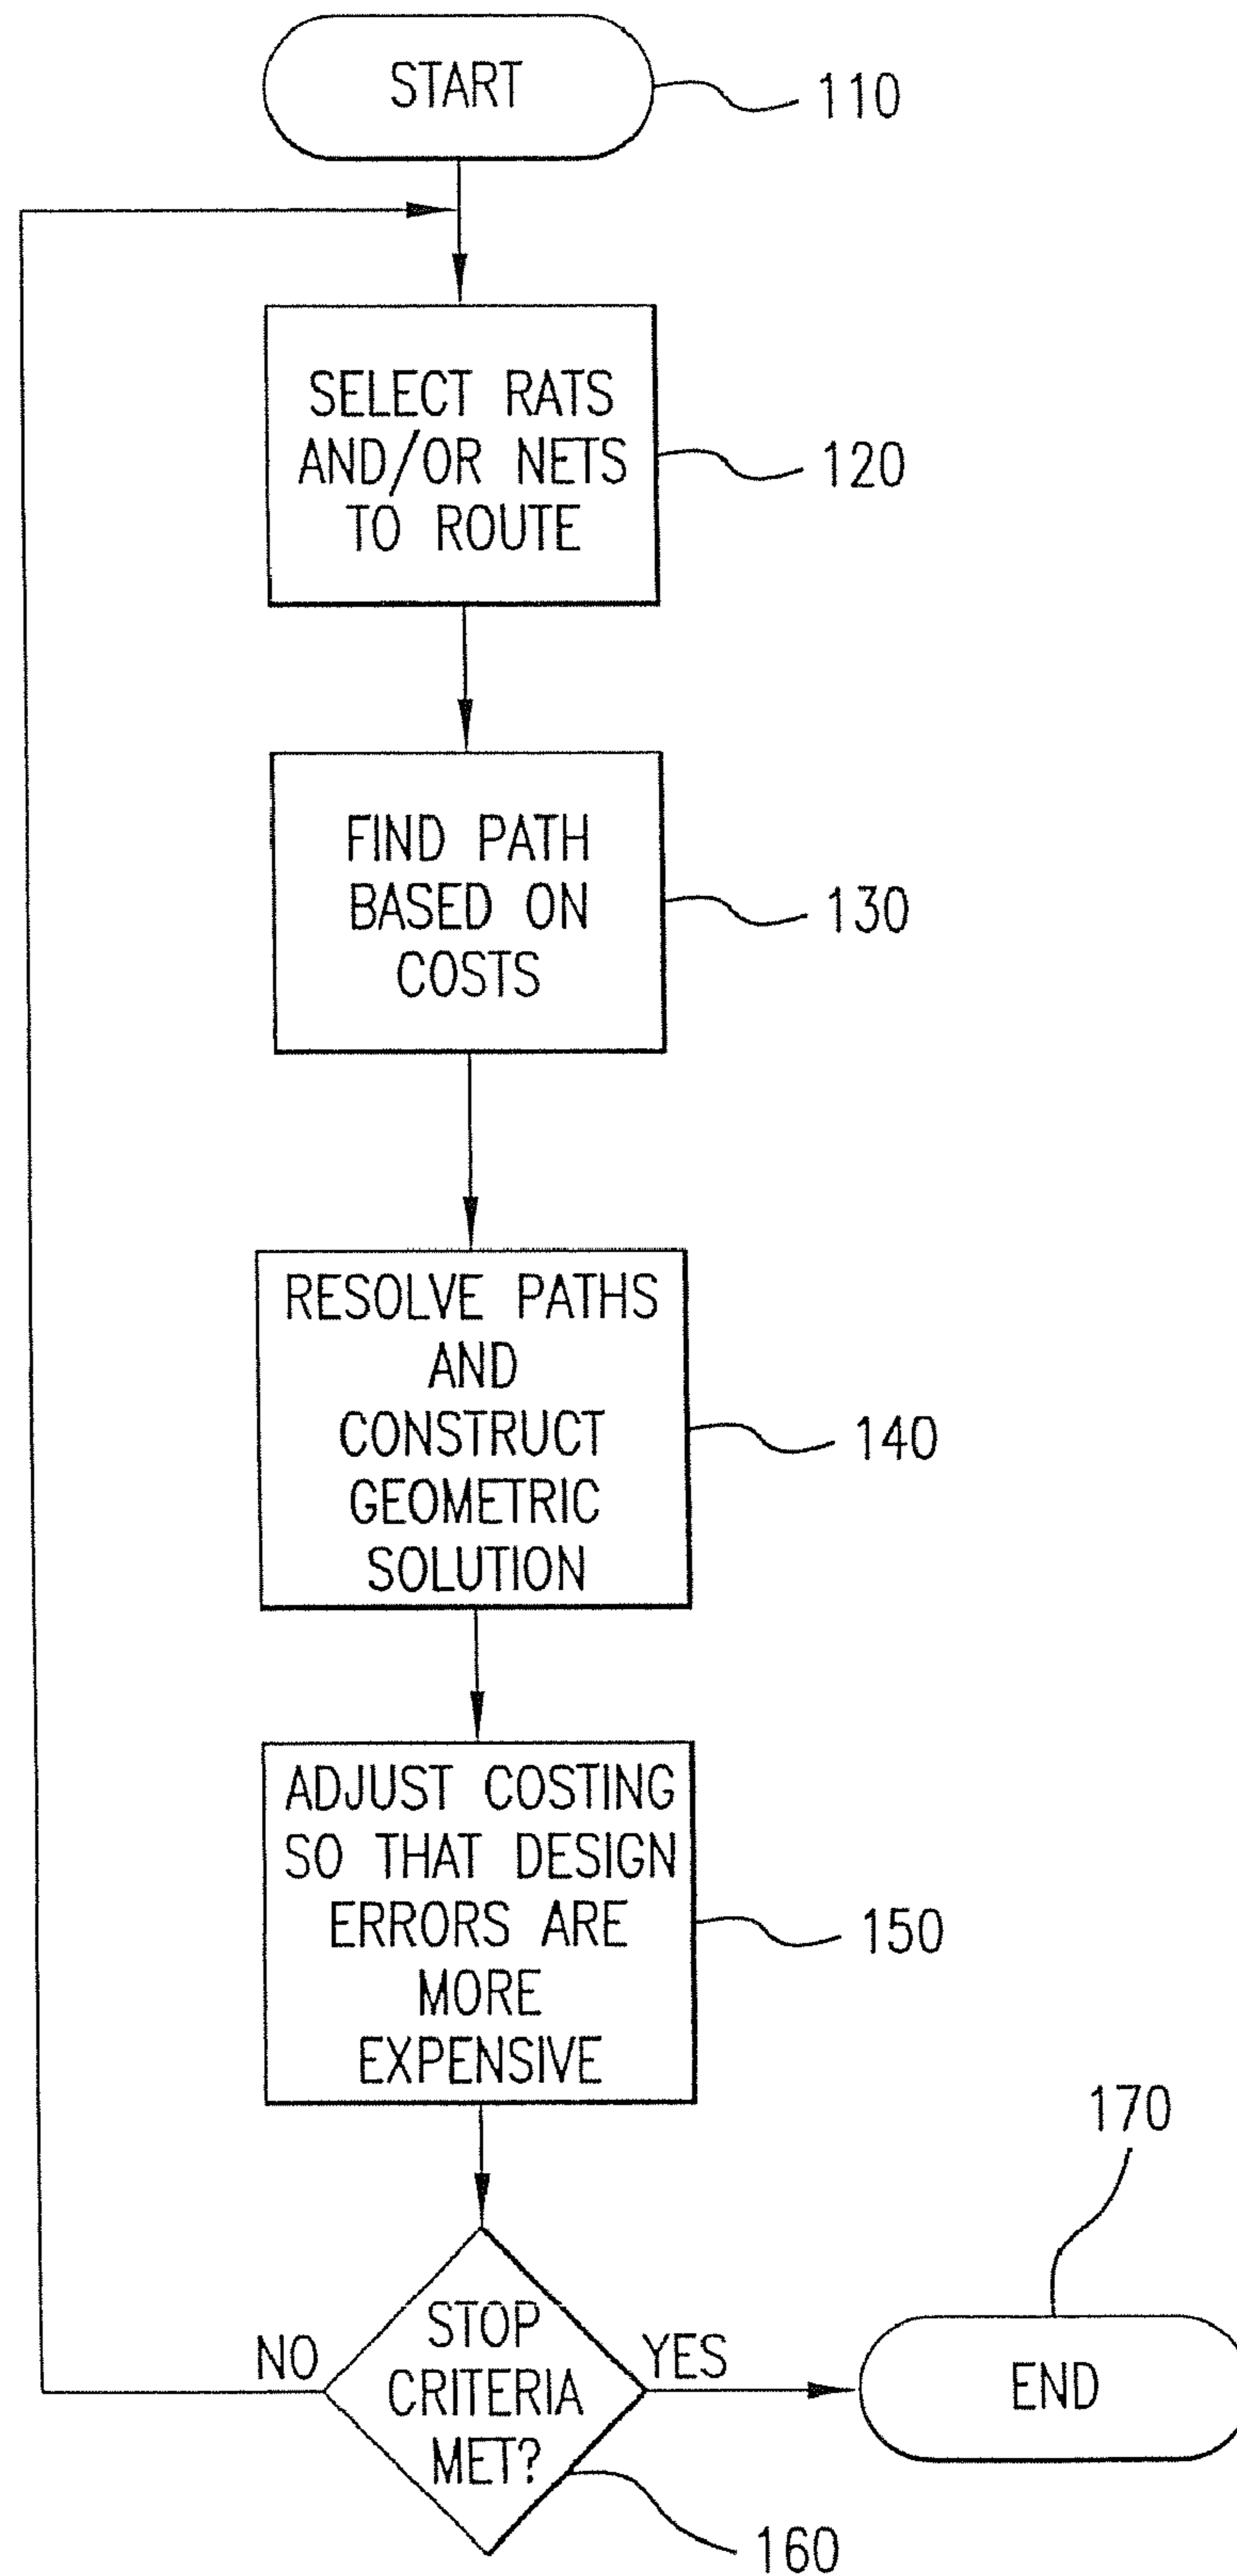 START
110
SELECT RATS
AND/OR NETS
TO ROUTE
120
FIND PATH
BASED ON
COSTS
130
RESOLVE PATHS
AND
CONSTRUCT
GEOMETRIC
SOLUTION
140
ADJUST COSTING
SO THAT DESIGN
ERRORS ARE
MORE
EXPENSIVE
150
170
NO
STOP
CRITERIA
MET?
YES
END
160